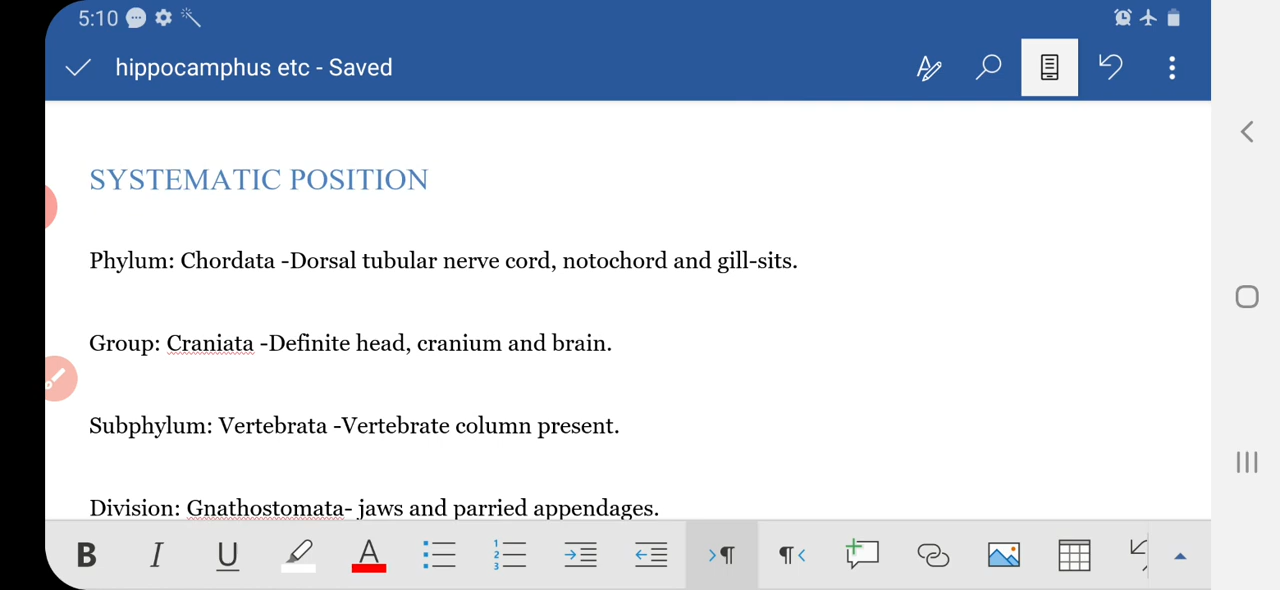 5:10
hippocamphus etc - Saved
SYSTEMATIC POSITION
Phylum: Chordata -Dorsal tubular nerve cord, notochord and gill-sits.
Group: Craniata -Definite head, cranium and brain.
Subphylum: Vertebrata -Vertebrate column present.
Division: Gnathostomata- jaws and parried appendages.
B I U A